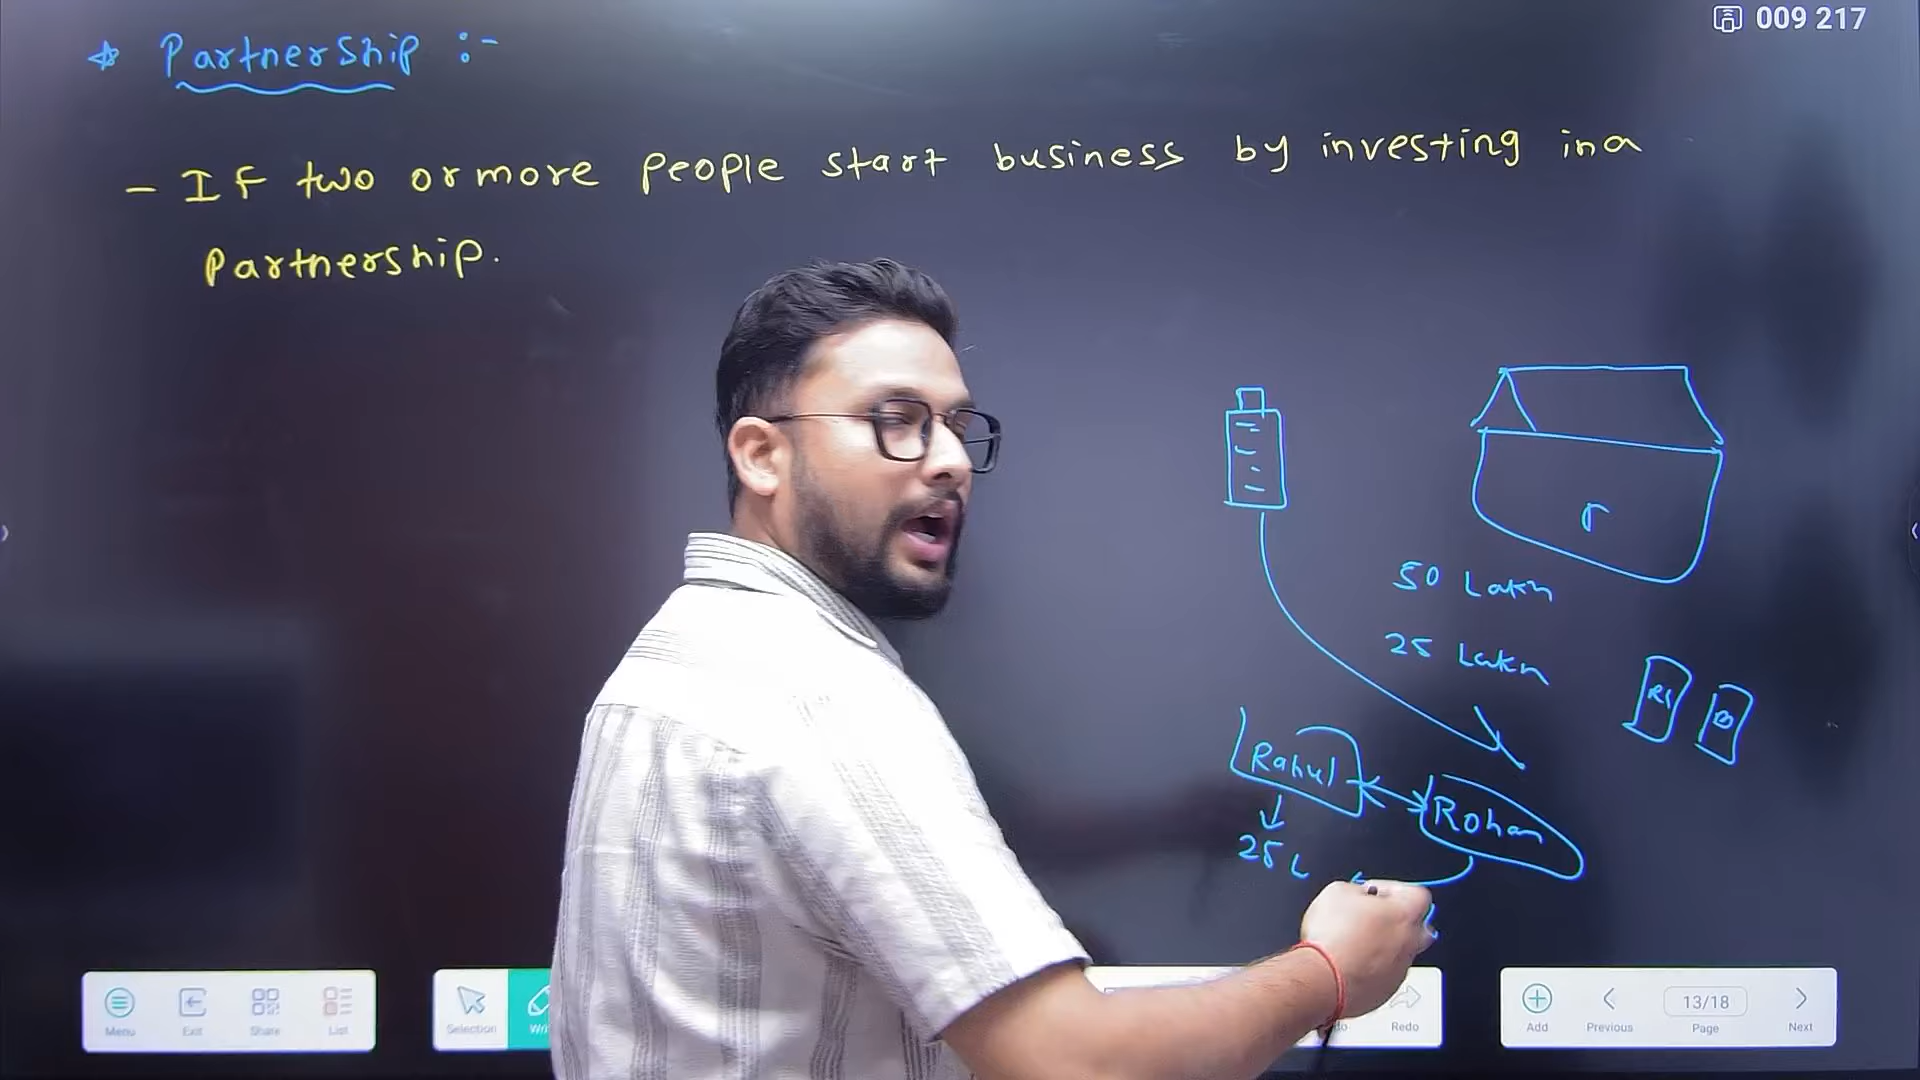 009 217
☆ Partnership :-
- If two or more people start business by investing in a
Partnership.
r
50 Lakh
25 Lakh
Rahul
Rohan
25 L
Menu
Exit
Share
List
Selection
Redo
Add
Previous
13/18
Page
Next